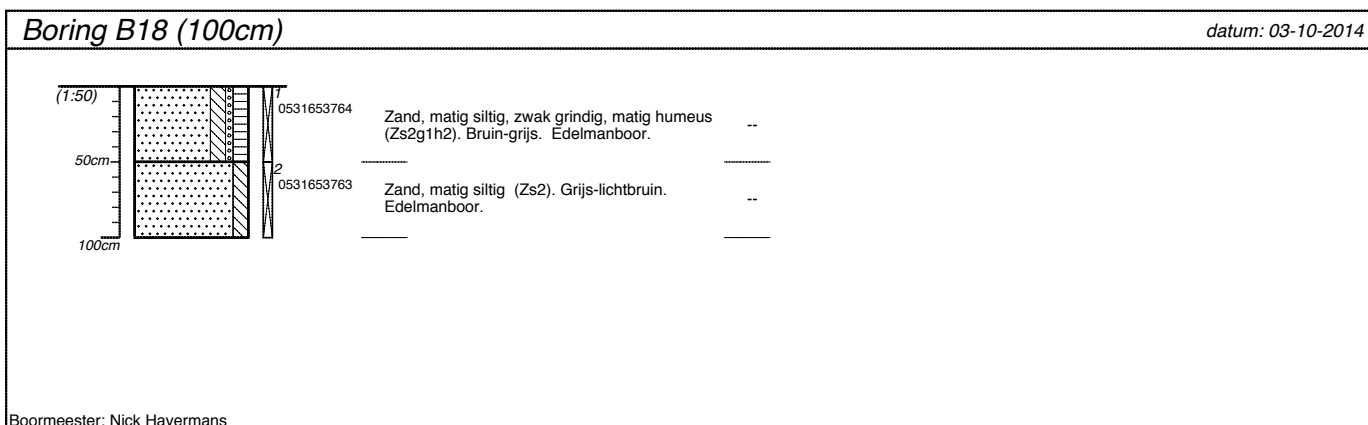 Boring B18 (100cm)
datum: 03-10-2014
(1:50)
1
0531653764
Zand, matig siltig, zwak grindig, matig humeus
(Zs2g1h2). Bruin-grijs.  Edelmanboor.
--
50cm
2
0531653763
Zand, matig siltig  (Zs2). Grijs-lichtbruin.
Edelmanboor.
--
100cm
Boormeester: Nick Havermans